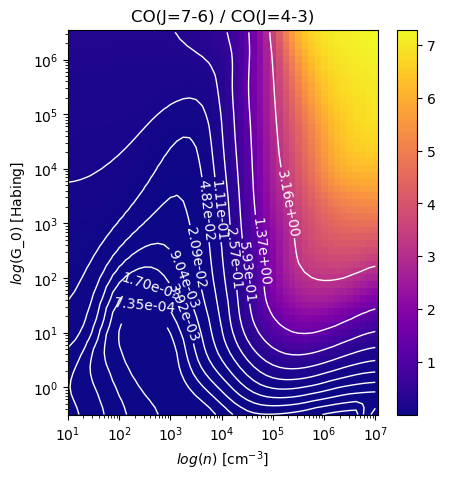 CO(J=7-6) / CO(J=4-3)
10⁶
10⁵
10⁴
10³
10²
10¹
10⁰
log(G_0) [Habing]
3.16e+00
1.11e-01
4.82e-02
1.37e+00
2.57e-01
5.93e-01
2.09e-02
9.04e-03
7.35e-04
10¹
10²
10³
10⁴
10⁵
10⁶
10⁷
log(n) [cm⁻³]
7
6
5
4
3
2
1